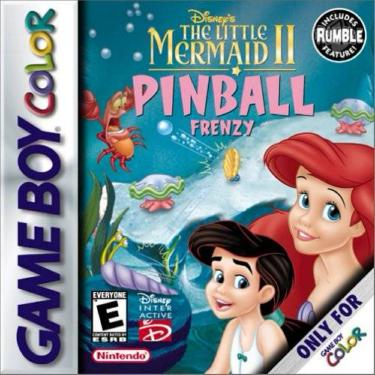 GAME BOY COLOR
Disney's
THE LITTLE
MERMAID II
PINBALL
FRENZY
INCLUDES
RUMBLE
FEATURE!
EVERYONE
E
CONTENT RATED BY
ESRB
Disney
INTER
ACTIVE
D
Nintendo
ONLY FOR
GAME BOY
COLOR